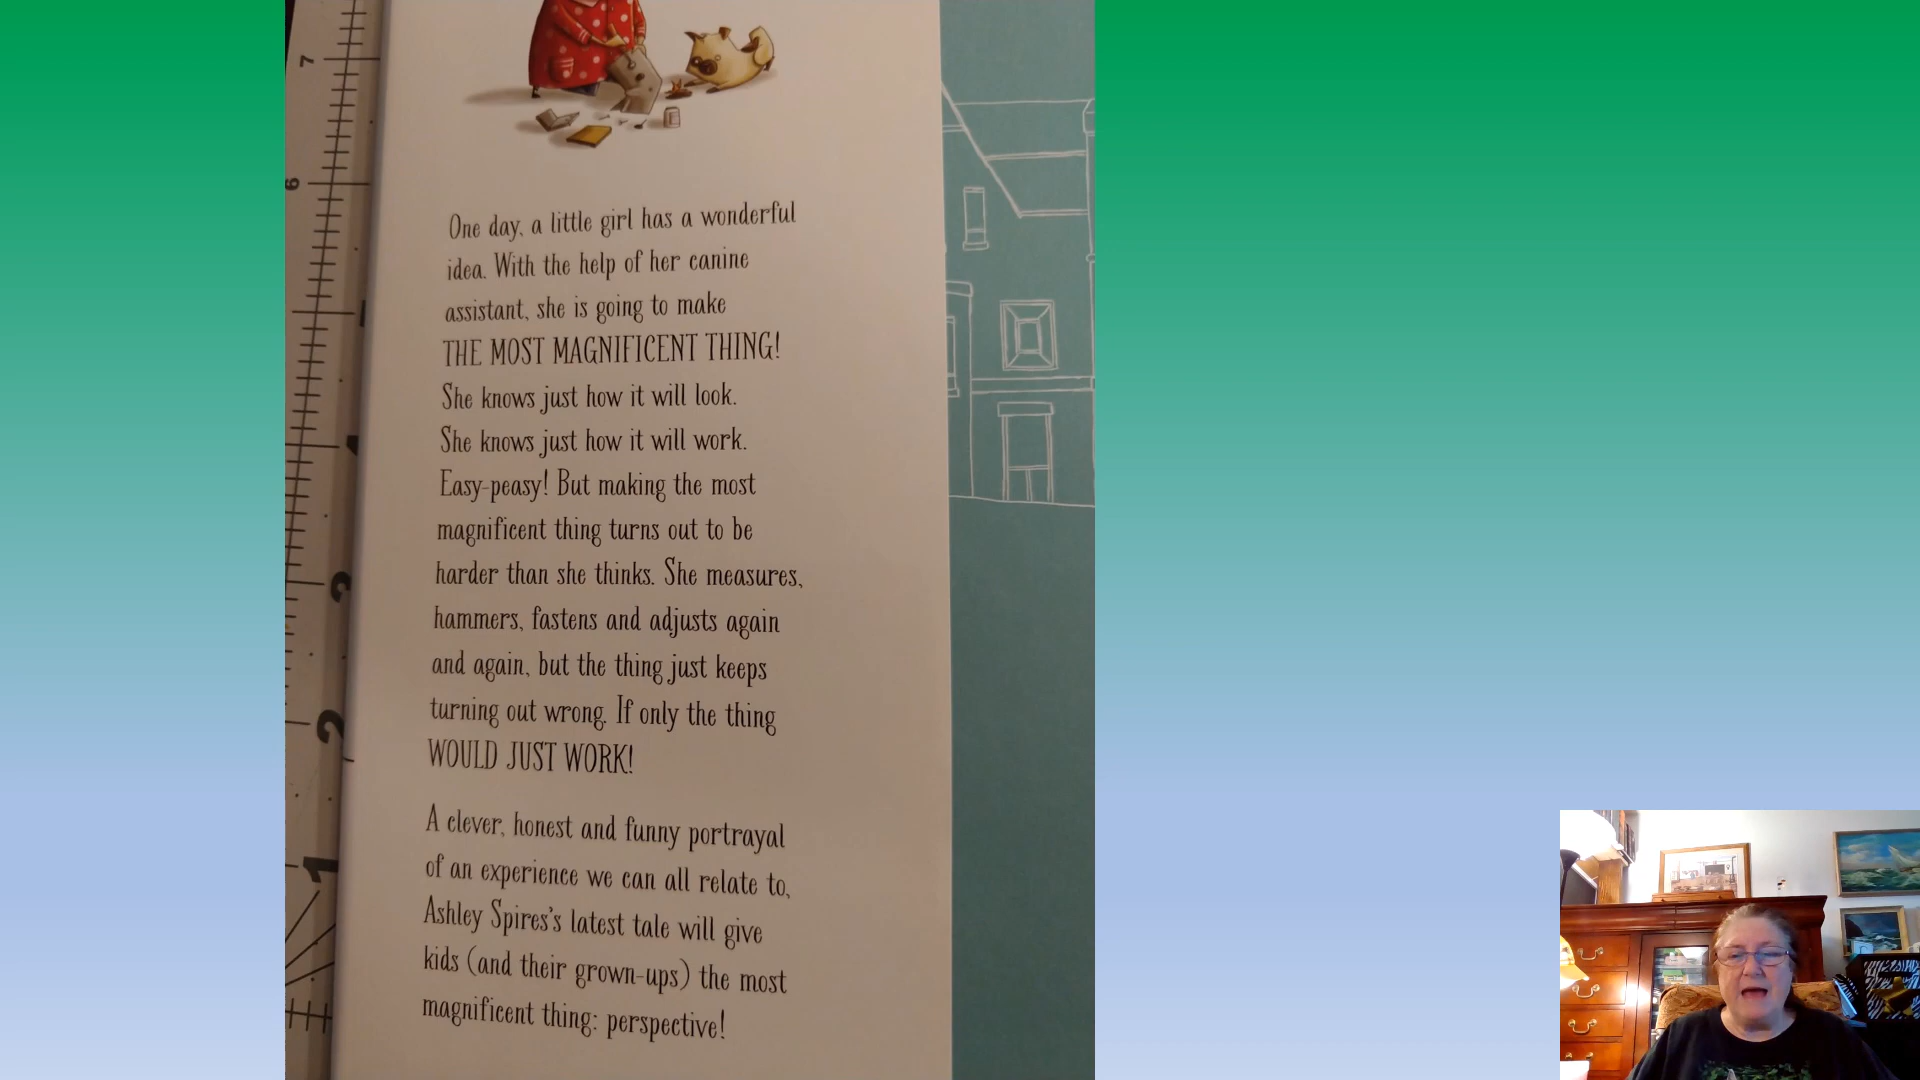 One day, a little girl has a wonderful
idea. With the help of her canine
assistant, she is going to make
THE MOST MAGNIFICENT THING!
She knows just how it will look.
She knows just how it will work.
Easy-peasy! But making the most
magnificent thing turns out to be
harder than she thinks. She measures,
hammers, fastens and adjusts again
and again, but the thing just keeps
turning out wrong. If only the thing
WOULD JUST WORK!
A clever, honest and funny portrayal
of an experience we can all relate to,
Ashley Spires's latest tale will give
kids (and their grown-ups) the most
magnificent thing: perspective!
7
6
3
2
1